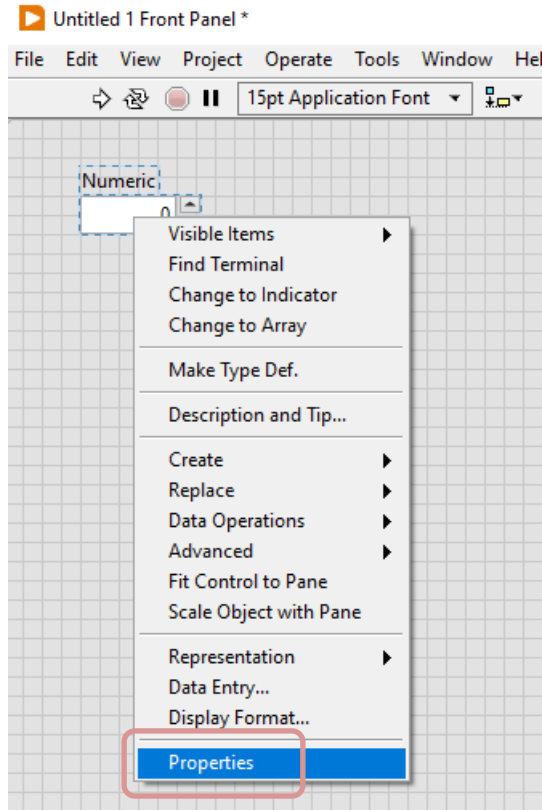 Untitled 1 Front Panel *
File Edit View Project Operate Tools Window Hel
15pt Application Font
Numeric
0
Visible Items
Find Terminal
Change to Indicator
Change to Array
Make Type Def.
Description and Tip...
Create
Replace
Data Operations
Advanced
Fit Control to Pane
Scale Object with Pane
Representation
Data Entry...
Display Format...
Properties